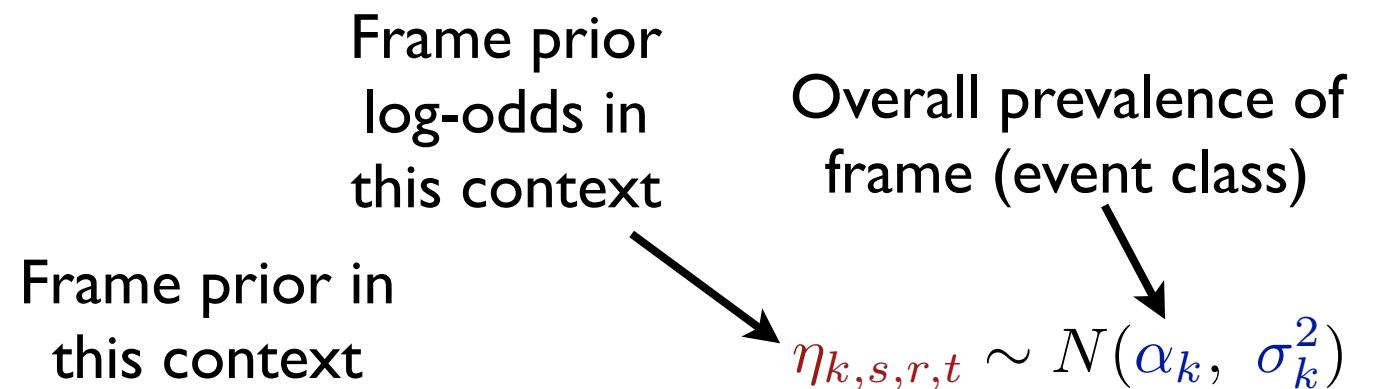 Frame prior
log-odds in
this context
Overall prevalence of
frame (event class)
Frame prior in
this context
η_{k,s,r,t} ∼ N(α_k, σ_k^2)